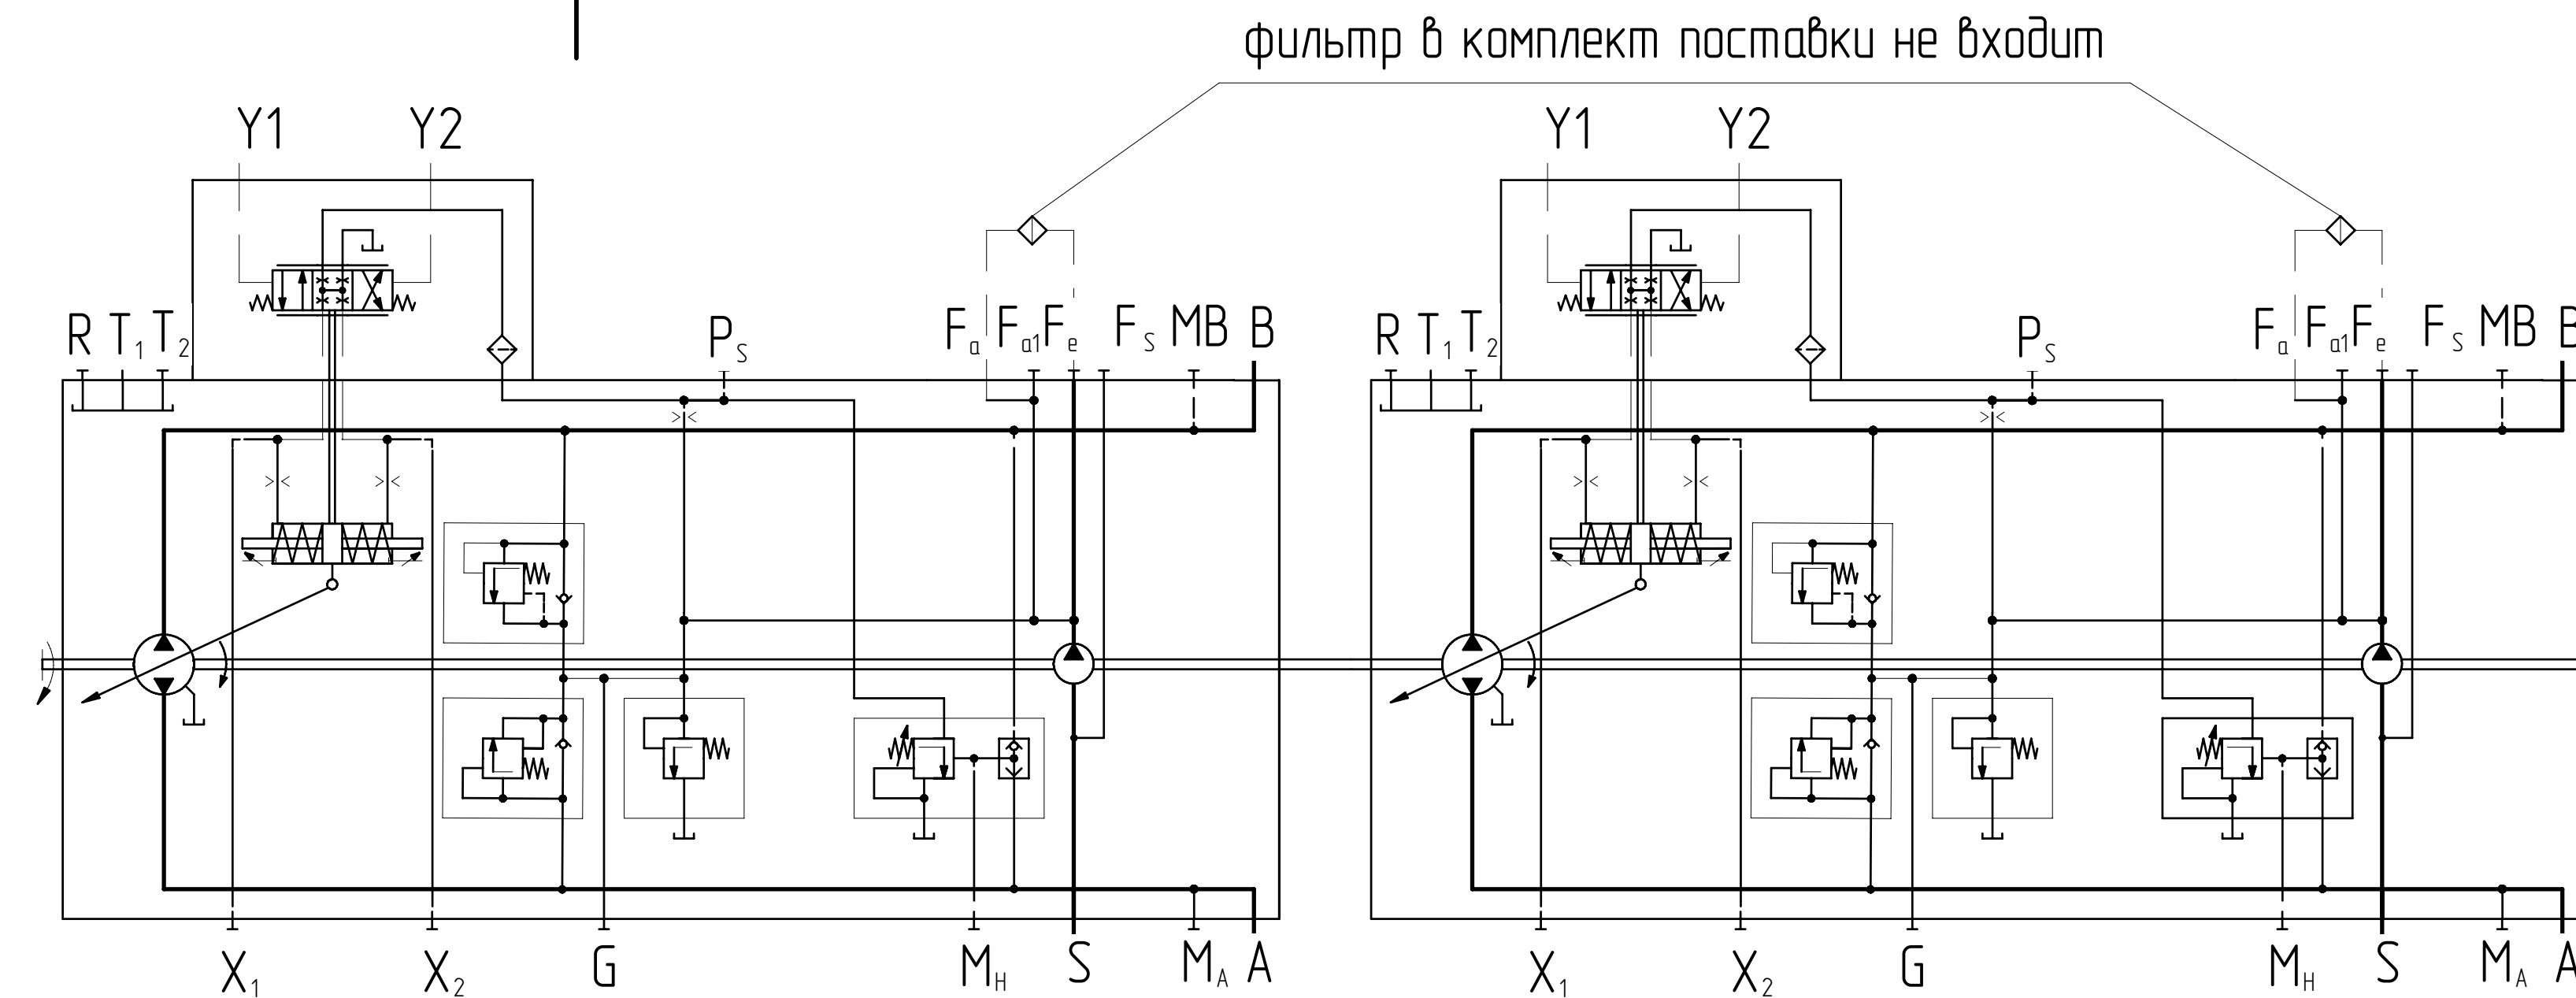 фильтр в комплект поставки не входит
Y1 Y2 Y1 Y2
R T1 T2 PS Fa Fa1 Fe FS MB B R T1 T2 PS Fa Fa1 Fe FS MB B
X1 X2 G MH S MA A X1 X2 G MH S MA A